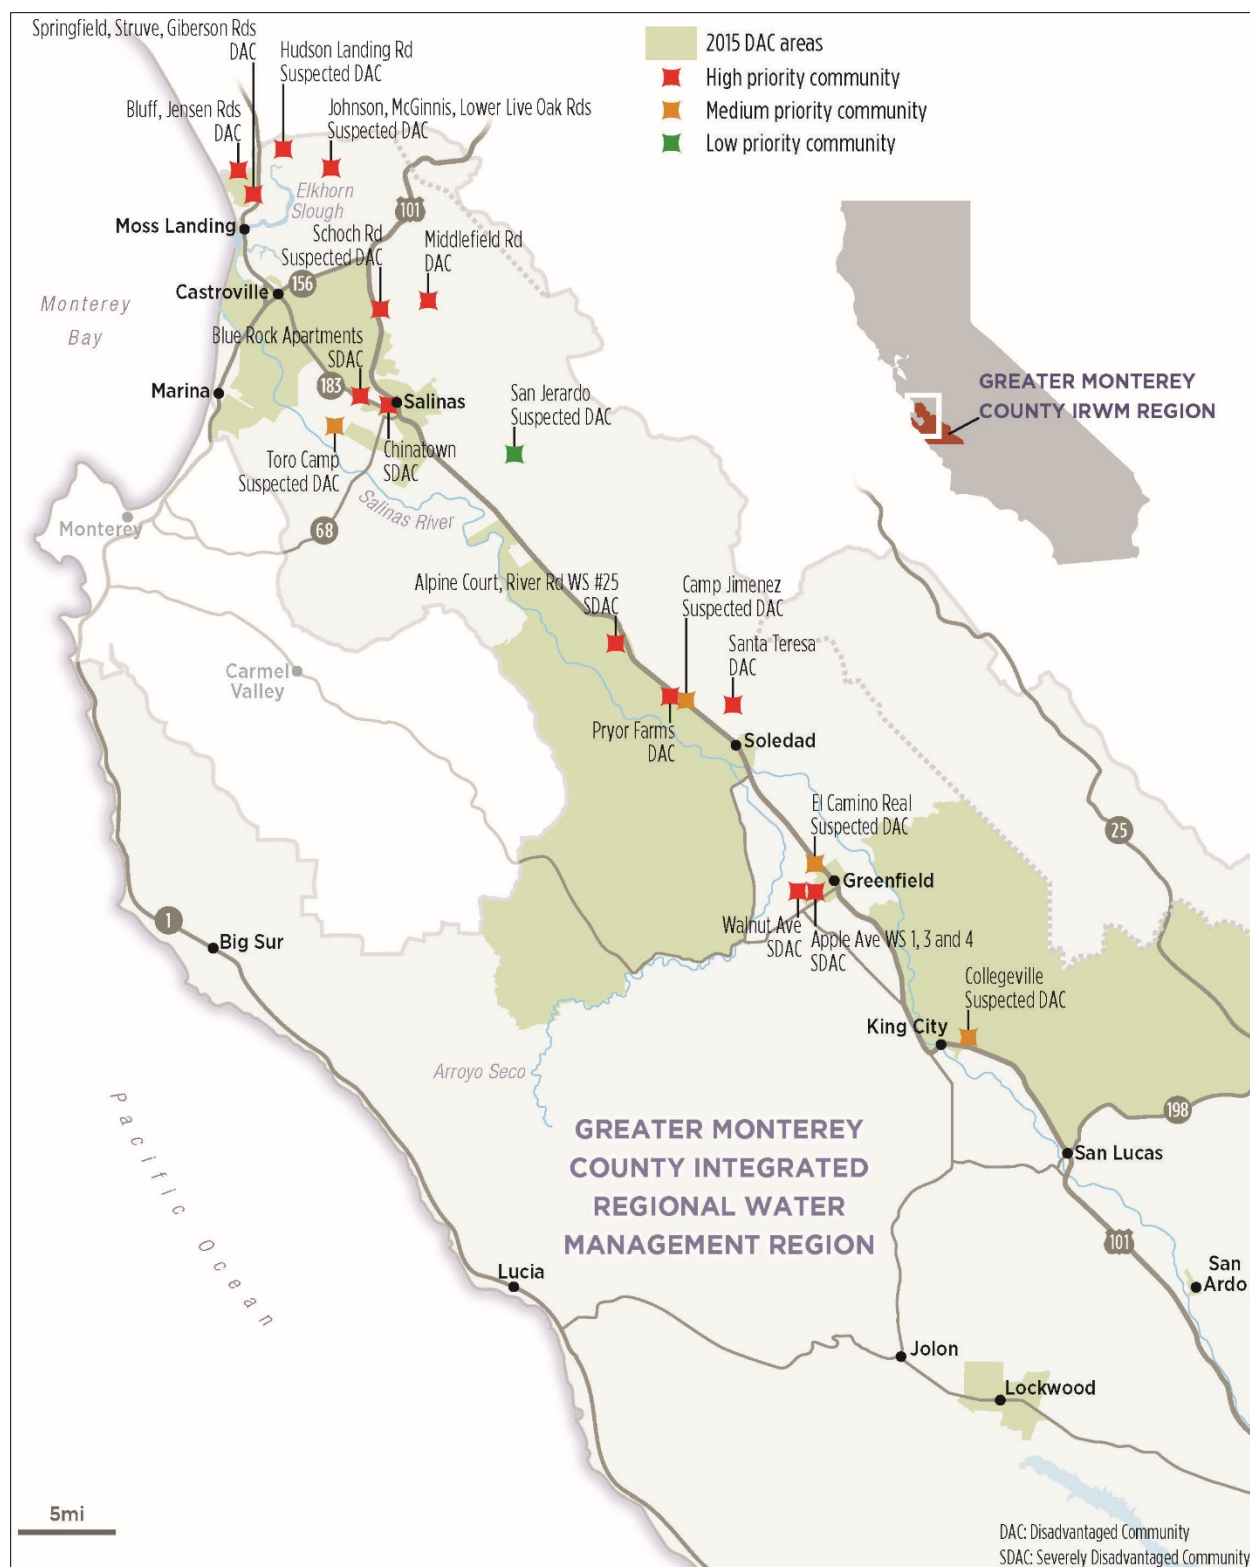 Springfield, Struve, Giberson Rds
DAC
Hudson Landing Rd
Suspected DAC
Bluff, Jensen Rds
DAC
Johnson, McGinnis, Lower Live Oak Rds
Suspected DAC
2015 DAC areas
High priority community
Medium priority community
Low priority community
Elkhorn
Slough
101
Moss Landing
Schoch Rd
Suspected DAC
Middlefield Rd
DAC
156
Castroville
Monterey
Bay
Blue Rock Apartments
SDAC
183
Marina
Salinas
San Jerardo
Suspected DAC
GREATER MONTEREY
COUNTY IRWM REGION
Toro Camp
Suspected DAC
Chinatown
SDAC
Salinas River
Monterey
68
Alpine Court, River Rd WS #25
SDAC
Camp Jimenez
Suspected DAC
Santa Teresa
DAC
Carmel
Valley
Pryor Farms
DAC
Soledad
El Camino Real
Suspected DAC
25
Greenfield
1
Big Sur
Walnut Ave
SDAC
Apple Ave WS 1, 3 and 4
SDAC
Collegeville
Suspected DAC
King City
Arroyo Seco
198
Pacific Ocean
GREATER MONTEREY
COUNTY INTEGRATED
REGIONAL WATER
MANAGEMENT REGION
San Lucas
101
San
Ardo
Lucia
Jolon
Lockwood
5mi
DAC: Disadvantaged Community
SDAC: Severely Disadvantaged Community